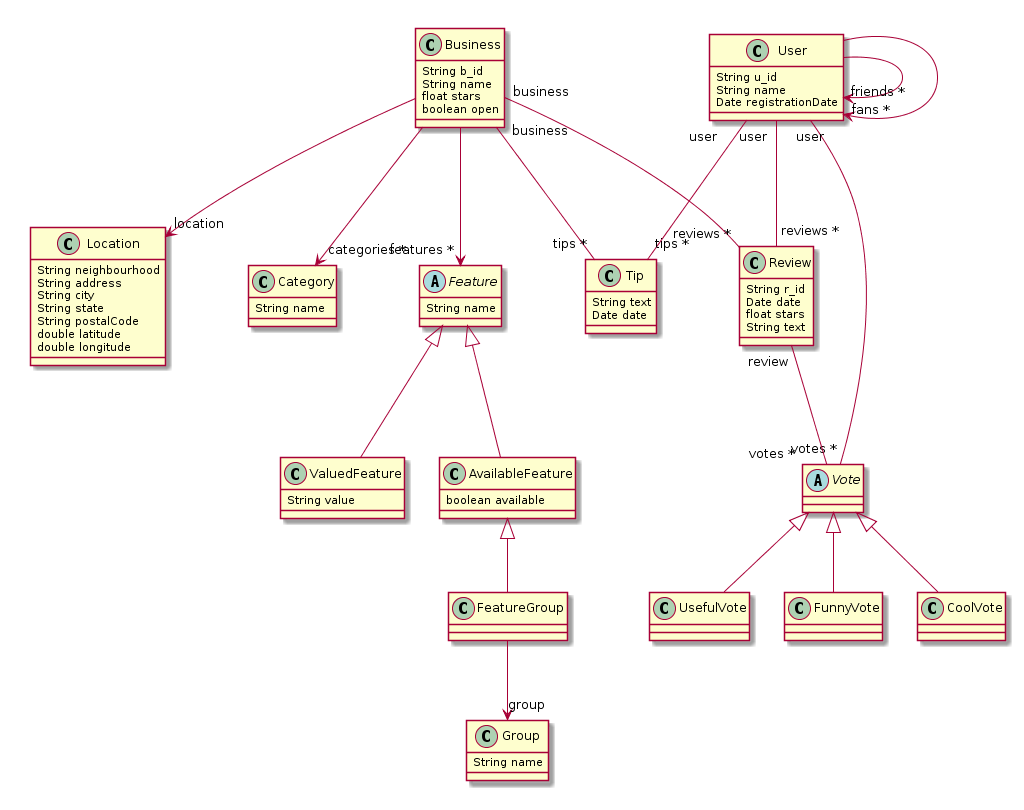 C Business
String b_id
String name
float stars
boolean open
C User
String u_id
String name
Date registrationDate
friends *
fans *
business
business
user
user
user
location
categories *
features *
tips *
tips *
reviews *
reviews *
C Location
String neighbourhood
String address
String city
String state
String postalCode
double latitude
double longitude
C Category
String name
A Feature
String name
C Tip
String text
Date date
C Review
String r_id
Date date
float stars
String text
review
votes *
votes *
C ValuedFeature
String value
C AvailableFeature
boolean available
A Vote
C FeatureGroup
C UsefulVote
C FunnyVote
C CoolVote
group
C Group
String name